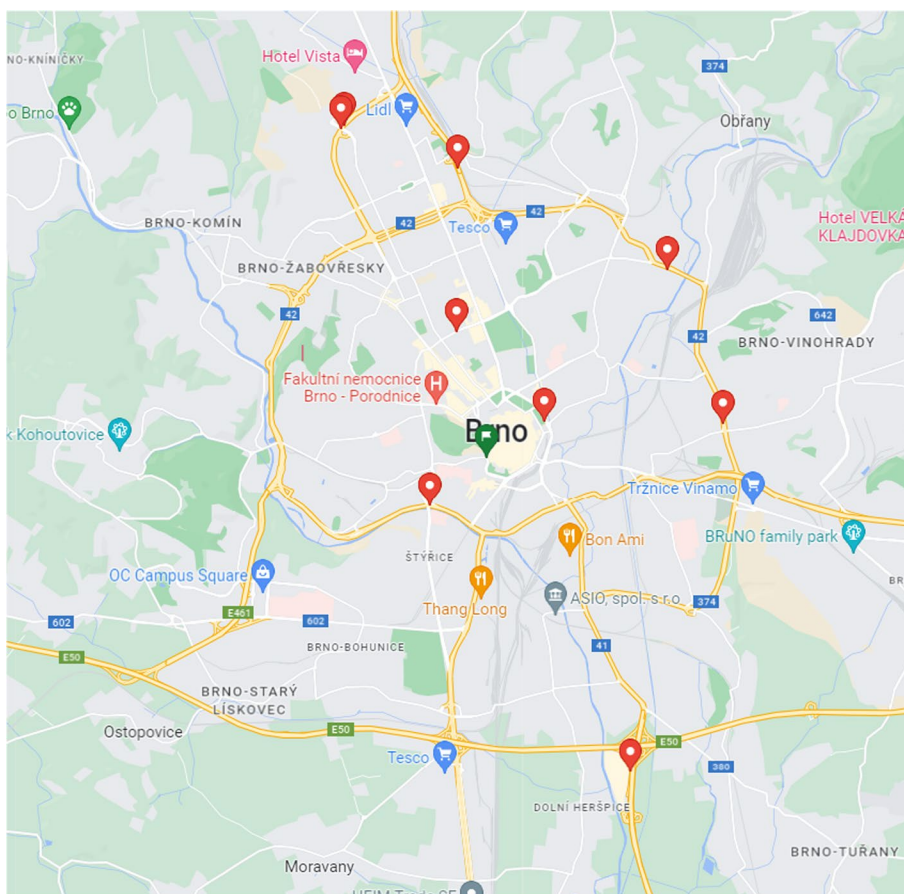 NO-KNÍNIČKY
Hotel Vista
374
o Brno
Lidl
Obřany
BRNO-KOMÍN
42
42
Tesco
Hotel VELKÁ
KLAJDOVKA
BRNO-ŽABOVŘESKY
42
42
642
BRNO-VINOHRADY
Fakultní nemocnice
Brno - Porodnice
H
k Kohoutovice
Brno
Tržnice Vinamo
Bon Ami
BRuNO family park
ŠTÝŘICE
OC Campus Square
Thang Long
ASIO, spol. s r.o
374
BR
602
E461
602
BRNO-BOHUNICE
41
E50
BRNO-STARÝ
LÍSKOVEC
Ostopovice
E50
Tesco
E50
380
DOLNÍ HERŠPICE
Moravany
BRNO-TUŘANY